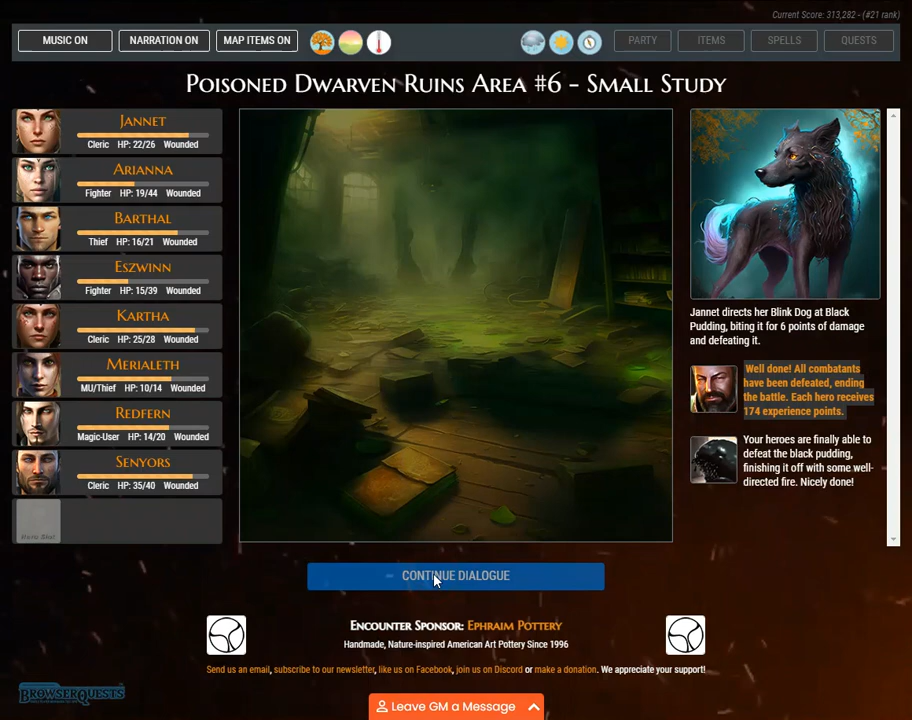 Current Score: 313,282 - (#21 rank)
MUSIC ON
NARRATION ON
MAP ITEMS ON
PARTY
ITEMS
SPELLS
QUESTS
Poisoned Dwarven Ruins Area #6 - Small Study
Jannet
Cleric HP: 22/26 Wounded
Arianna
Fighter HP: 19/44 Wounded
Barthal
Thief HP: 16/21 Wounded
Eszwinn
Fighter HP: 15/39 Wounded
Kartha
Cleric HP: 25/28 Wounded
Merialeth
MU/Thief HP: 10/14 Wounded
Redfern
Magic-User HP: 14/20 Wounded
Senyors
Cleric HP: 35/40 Wounded
Jannet directs her Blink Dog at Black
Pudding, biting it for 6 points of damage
and defeating it.
Well done! All combatants
have been defeated, ending
the battle. Each hero receives
174 experience points.
Your heroes are finally able to
defeat the black pudding,
finishing it off with some well-
directed fire. Nicely done!
CONTINUE DIALOGUE
Encounter Sponsor: Ephraim Pottery
Handmade, Nature-inspired American Art Pottery Since 1996
Send us an email, subscribe to our newsletter, like us on Facebook, join us on Discord or make a donation. We appreciate your support!
BrowserQuests
Leave GM a Message